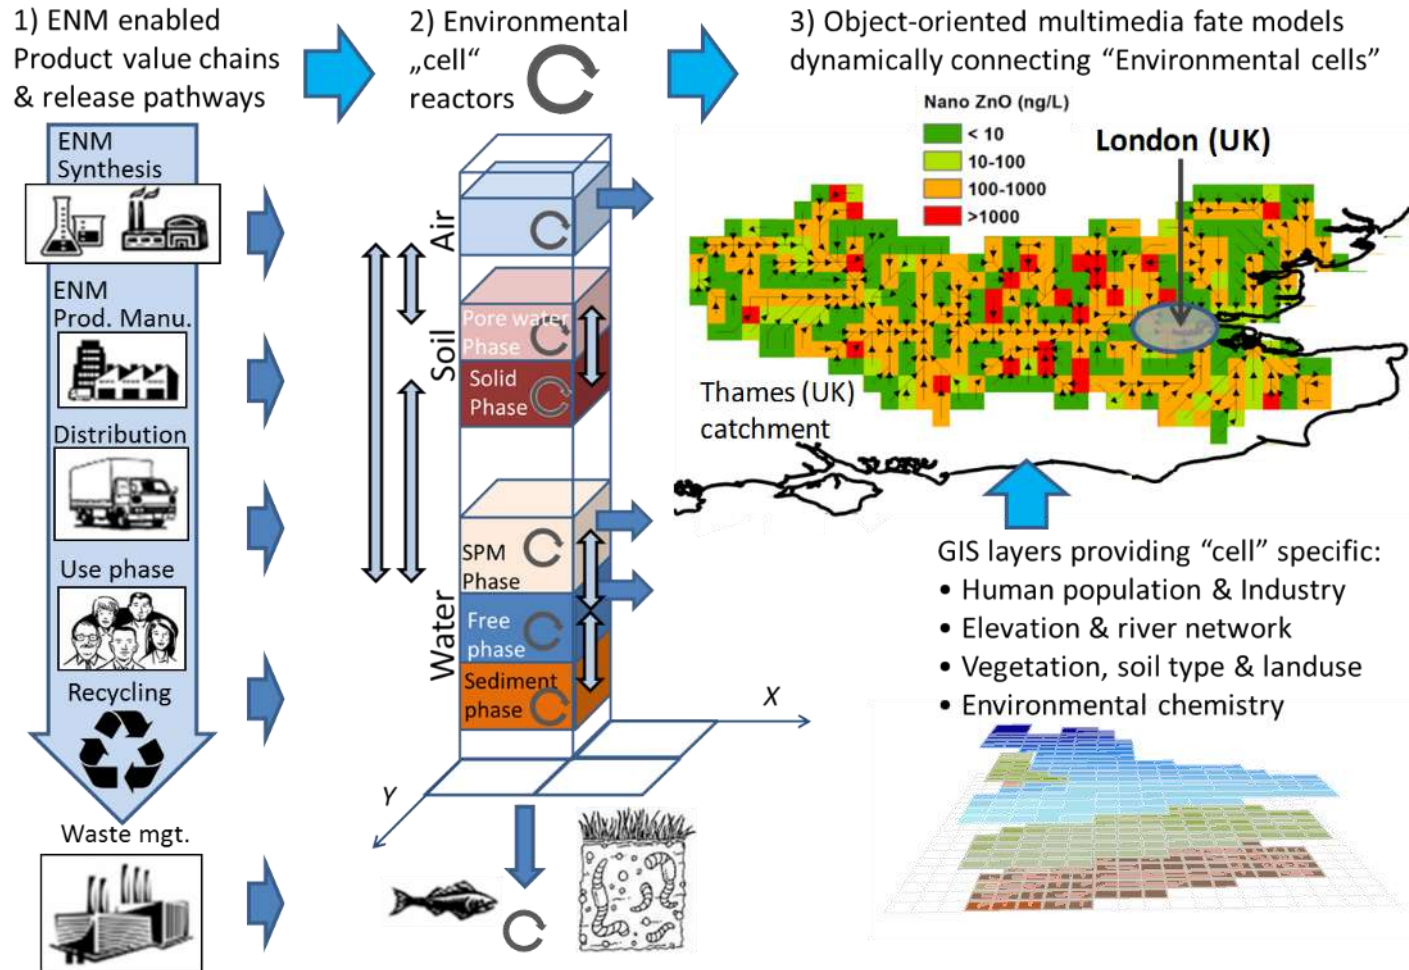 1) ENM enabled
Product value chains
& release pathways
ENM
Synthesis
ENM
Prod. Manu.
Distribution
Use phase
Recycling
Waste mgt.
2) Environmental
„cell“
reactors
Air
Soil
Pore water
Phase
Solid
Phase
Water
SPM
Phase
Free
phase
Sediment
phase
X
Y
3) Object-oriented multimedia fate models
dynamically connecting “Environmental cells”
Nano ZnO (ng/L)
< 10
10-100
100-1000
>1000
London (UK)
Thames (UK)
catchment
GIS layers providing “cell” specific:
• Human population & Industry
• Elevation & river network
• Vegetation, soil type & landuse
• Environmental chemistry